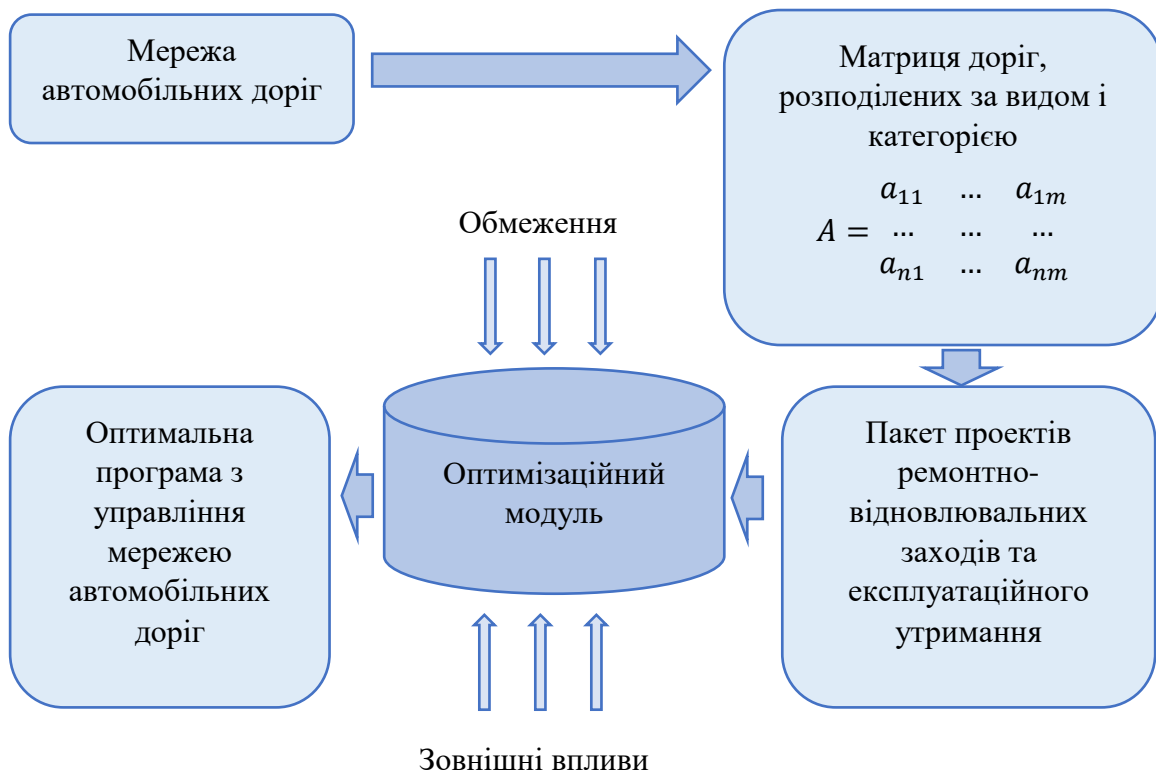 Мережа
автомобільних доріг
Матриця доріг,
розподілених за видом і
категорією
a₁₁ … a₁ₘ
A = … … …
aₙ₁ … aₙₘ
Обмеження
Оптимальна
програма з
управління
мережею
автомобільних
доріг
Оптимізаційний
модуль
Пакет проектів
ремонтно-
відновлювальних
заходів та
експлуатаційного
утримання
Зовнішні впливи